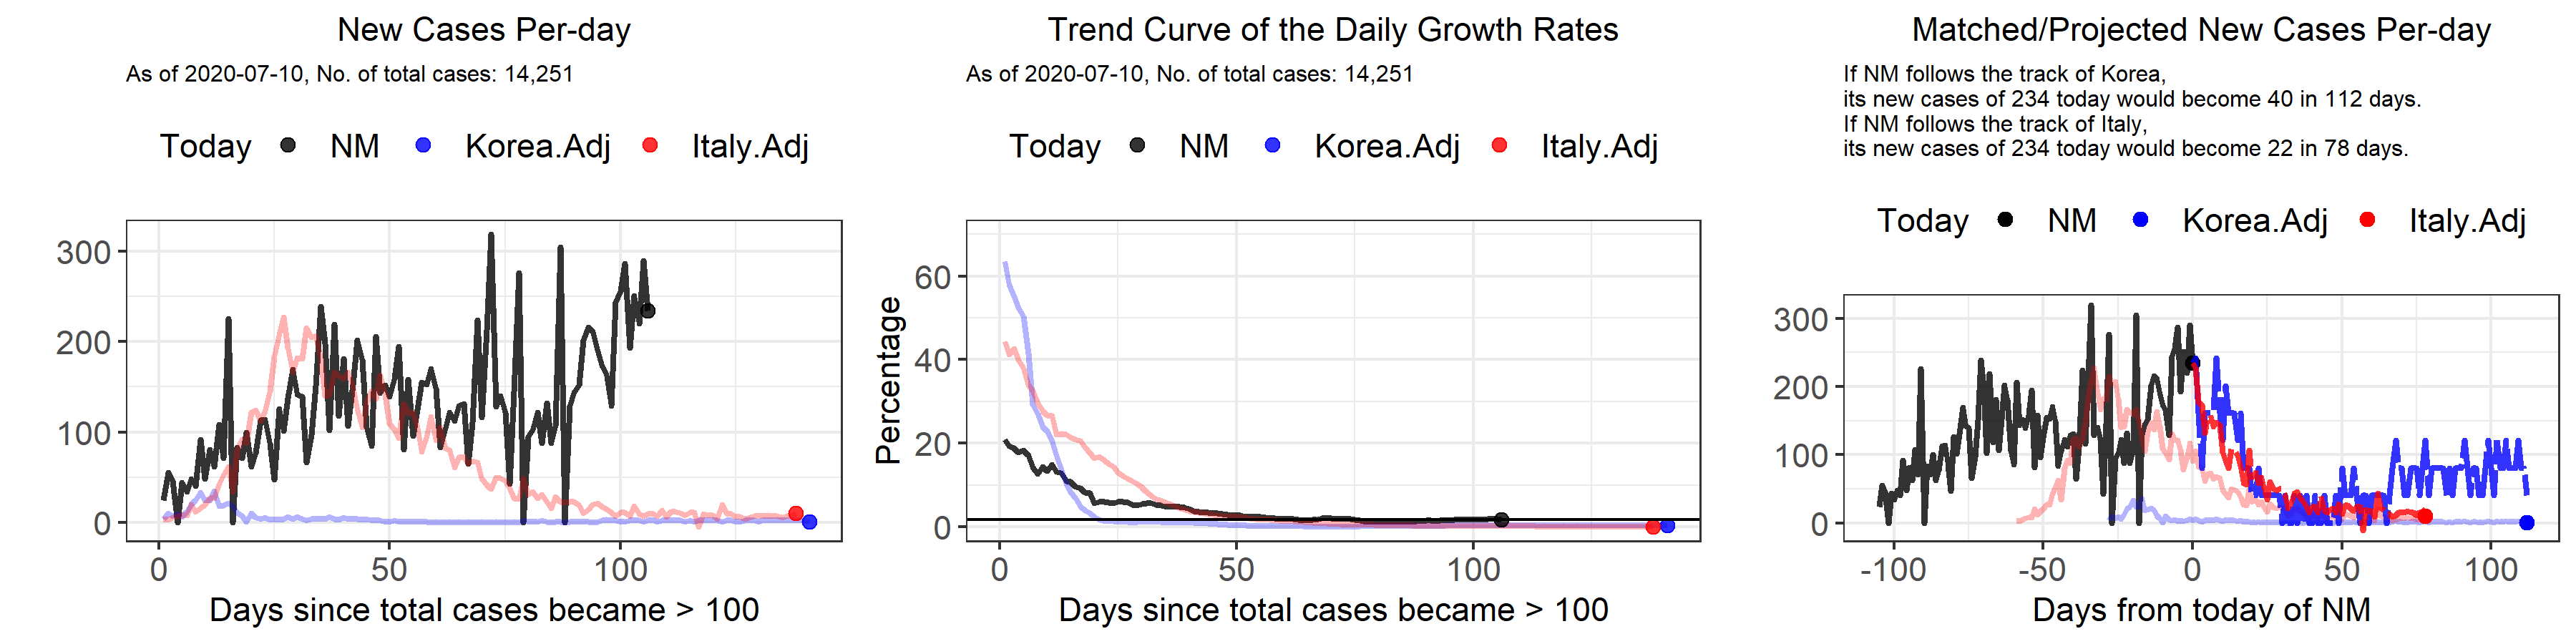 New Cases Per-day
As of 2020-07-10, No. of total cases: 14,251
Today NM Korea.Adj Italy.Adj
300
200
100
0
0 50 100
Days since total cases became > 100
Trend Curve of the Daily Growth Rates
As of 2020-07-10, No. of total cases: 14,251
Today NM Korea.Adj Italy.Adj
Percentage
60
40
20
0
0 50 100
Days since total cases became > 100
Matched/Projected New Cases Per-day
If NM follows the track of Korea,
its new cases of 234 today would become 40 in 112 days.
If NM follows the track of Italy,
its new cases of 234 today would become 22 in 78 days.
Today NM Korea.Adj Italy.Adj
300
200
100
0
-100 -50 0 50 100
Days from today of NM